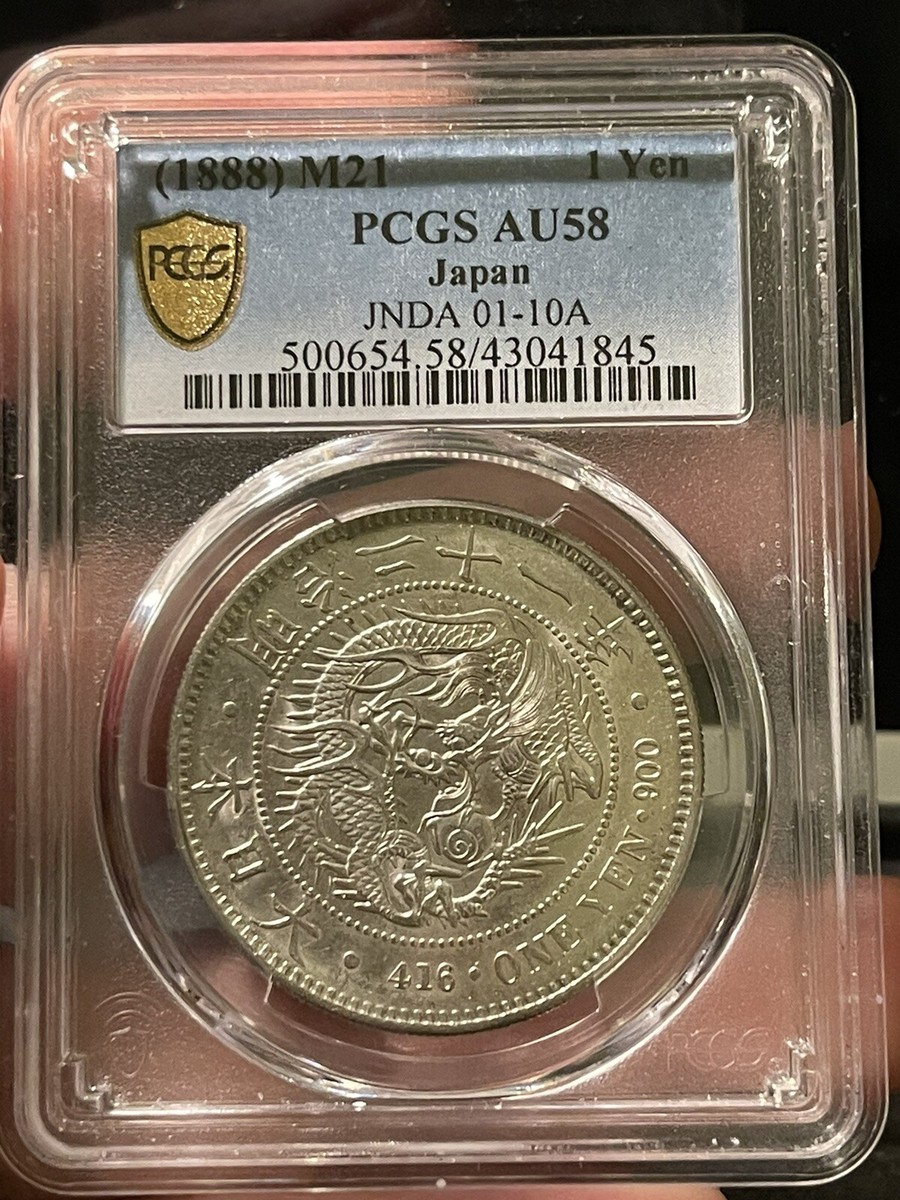 (1888) M21 1 Yen
PCGS AU58
PCGS
Japan
JNDA 01-10A
500654.58/43041845
大日本 · 明治二十一年 · 900 · ONE YEN · 416 ·
PCGS